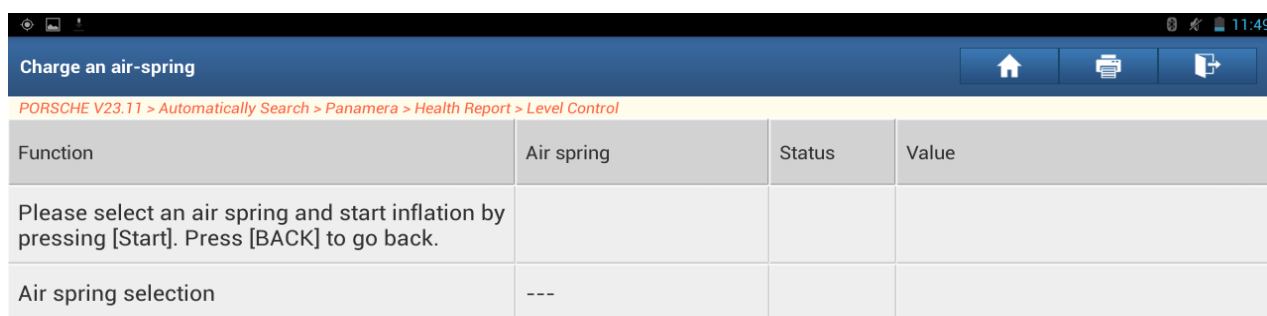 11:49
Charge an air-spring
PORSCHE V23.11 > Automatically Search > Panamera > Health Report > Level Control
Function Air spring Status Value
Please select an air spring and start inflation by
pressing [Start]. Press [BACK] to go back.
Air spring selection ---